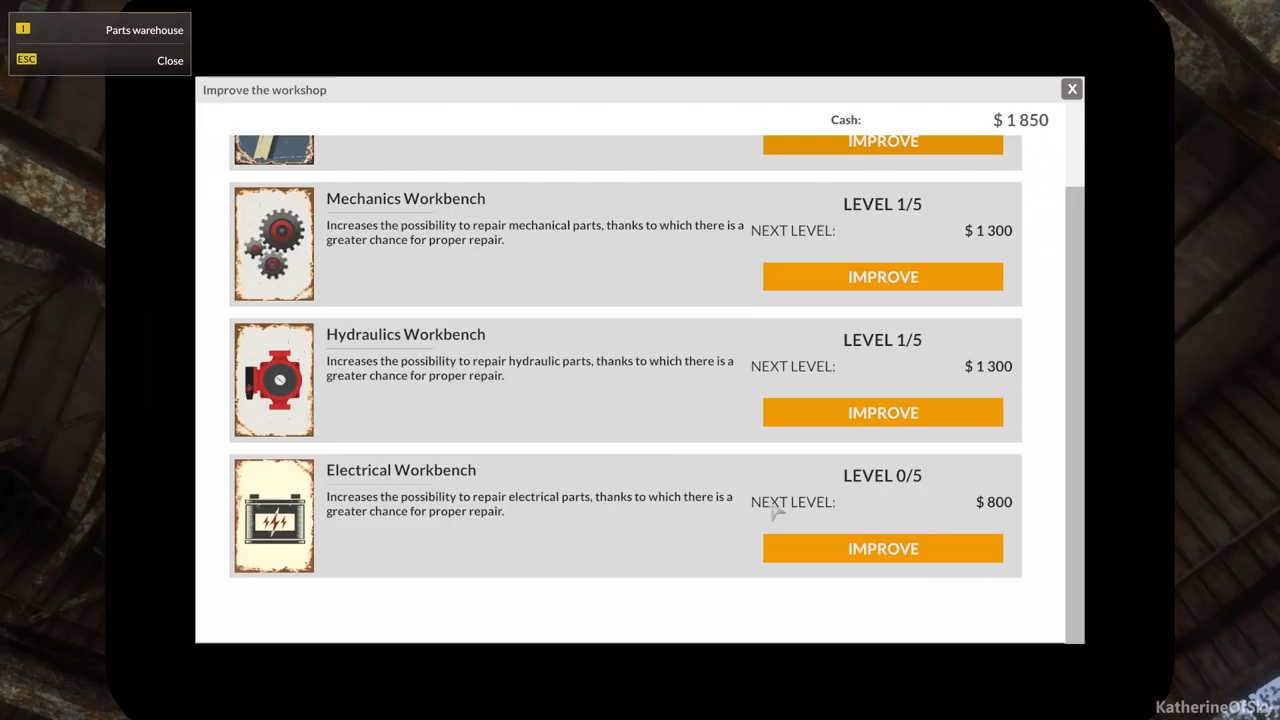 I Parts warehouse
ESC Close
Improve the workshop
X
Cash: $ 1 850
IMPROVE
Mechanics Workbench
Increases the possibility to repair mechanical parts, thanks to which there is a
greater chance for proper repair.
LEVEL 1/5
NEXT LEVEL: $ 1 300
IMPROVE
Hydraulics Workbench
Increases the possibility to repair hydraulic parts, thanks to which there is a
greater chance for proper repair.
LEVEL 1/5
NEXT LEVEL: $ 1 300
IMPROVE
Electrical Workbench
Increases the possibility to repair electrical parts, thanks to which there is a
greater chance for proper repair.
LEVEL 0/5
NEXT LEVEL: $ 800
IMPROVE
KatherineOfSky